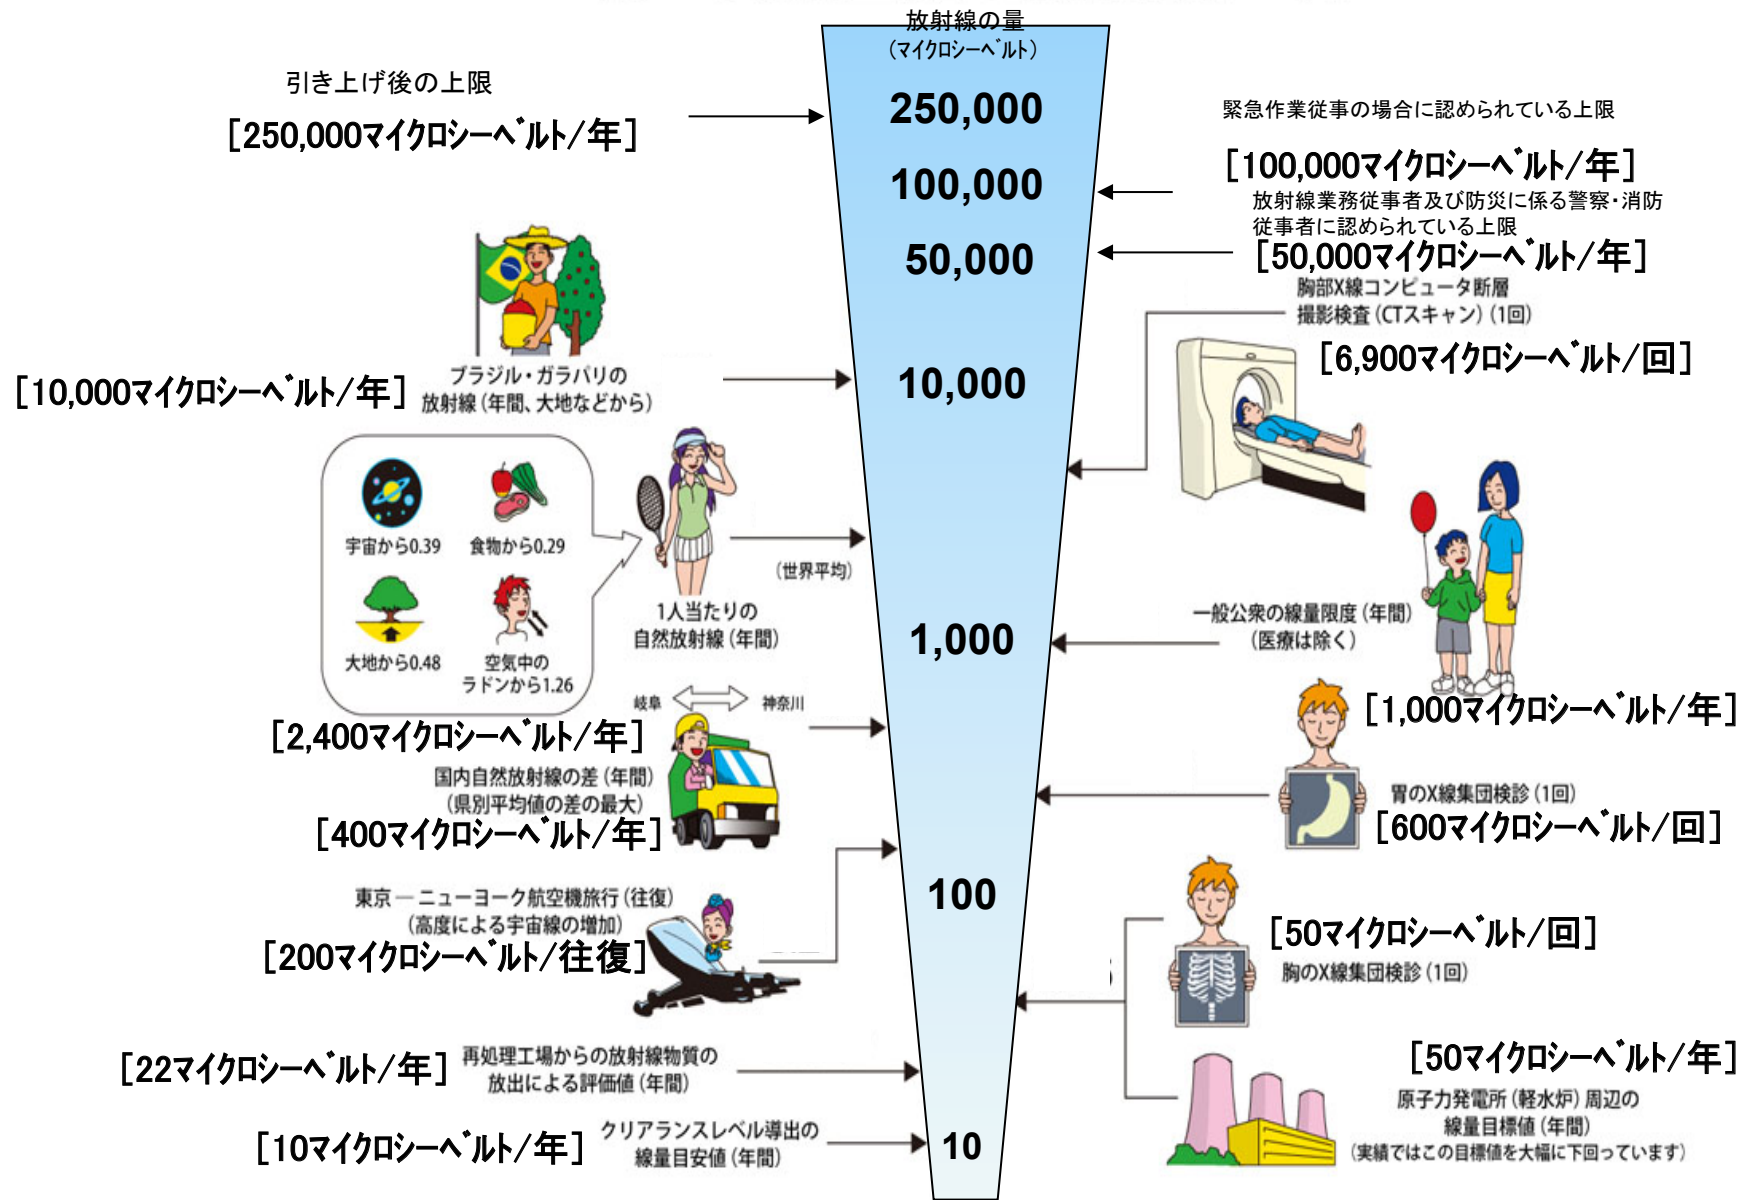 放射線の量
(マイクロシーベルト)
引き上げ後の上限
[250,000マイクロシーベルト/年]
250,000
緊急作業従事の場合に認められている上限
[100,000マイクロシーベルト/年]
100,000
放射線業務従事者及び防災に係る警察・消防
従事者に認められている上限
[50,000マイクロシーベルト/年]
50,000
胸部X線コンピュータ断層
撮影検査(CTスキャン)(1回)
[6,900マイクロシーベルト/回]
[10,000マイクロシーベルト/年]
ブラジル・ガラパリの
放射線(年間、大地などから)
10,000
宇宙から0.39
食物から0.29
大地から0.48
空気中の
ラドンから1.26
(世界平均)
1人当たりの
自然放射線(年間)
[2,400マイクロシーベルト/年]
1,000
一般公衆の線量限度(年間)
(医療は除く)
[1,000マイクロシーベルト/年]
岐阜
神奈川
国内自然放射線の差(年間)
(県別平均値の差の最大)
[400マイクロシーベルト/年]
胃のX線集団検診(1回)
[600マイクロシーベルト/回]
100
東京―ニューヨーク航空機旅行(往復)
(高度による宇宙線の増加)
[200マイクロシーベルト/往復]
[50マイクロシーベルト/回]
胸のX線集団検診(1回)
[22マイクロシーベルト/年]
再処理工場からの放射線物質の
放出による評価値(年間)
[50マイクロシーベルト/年]
原子力発電所(軽水炉)周辺の
線量目標値(年間)
(実績ではこの目標値を大幅に下回っています)
[10マイクロシーベルト/年]
クリアランスレベル導出の
線量目安値(年間)
10